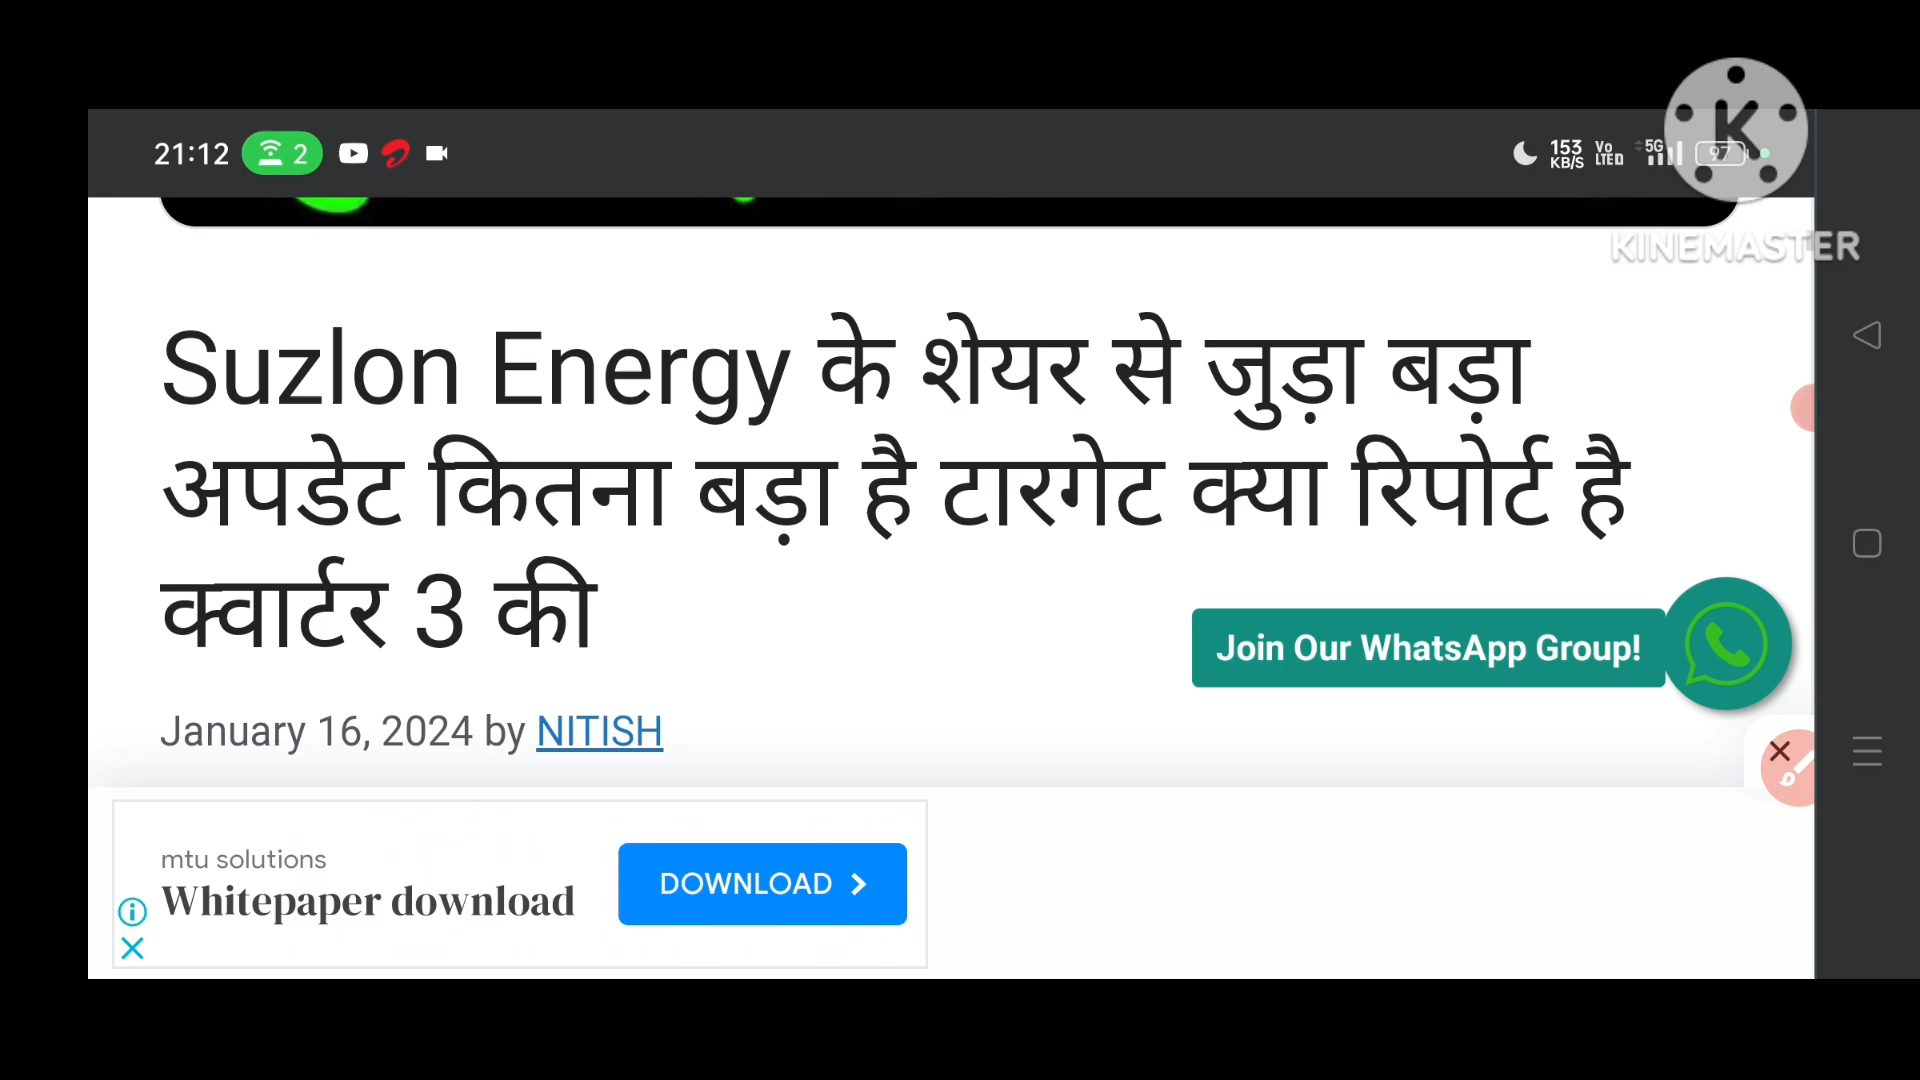 21:12 2 153 KB/S Vo LTED 5G 97
K
KINEMASTER
Suzlon Energy के शेयर से जुड़ा बड़ा
अपडेट कितना बड़ा है टारगेट क्या रिपोर्ट है
क्वार्टर 3 की
Join Our WhatsApp Group!
January 16, 2024 by NITISH
mtu solutions
Whitepaper download
DOWNLOAD